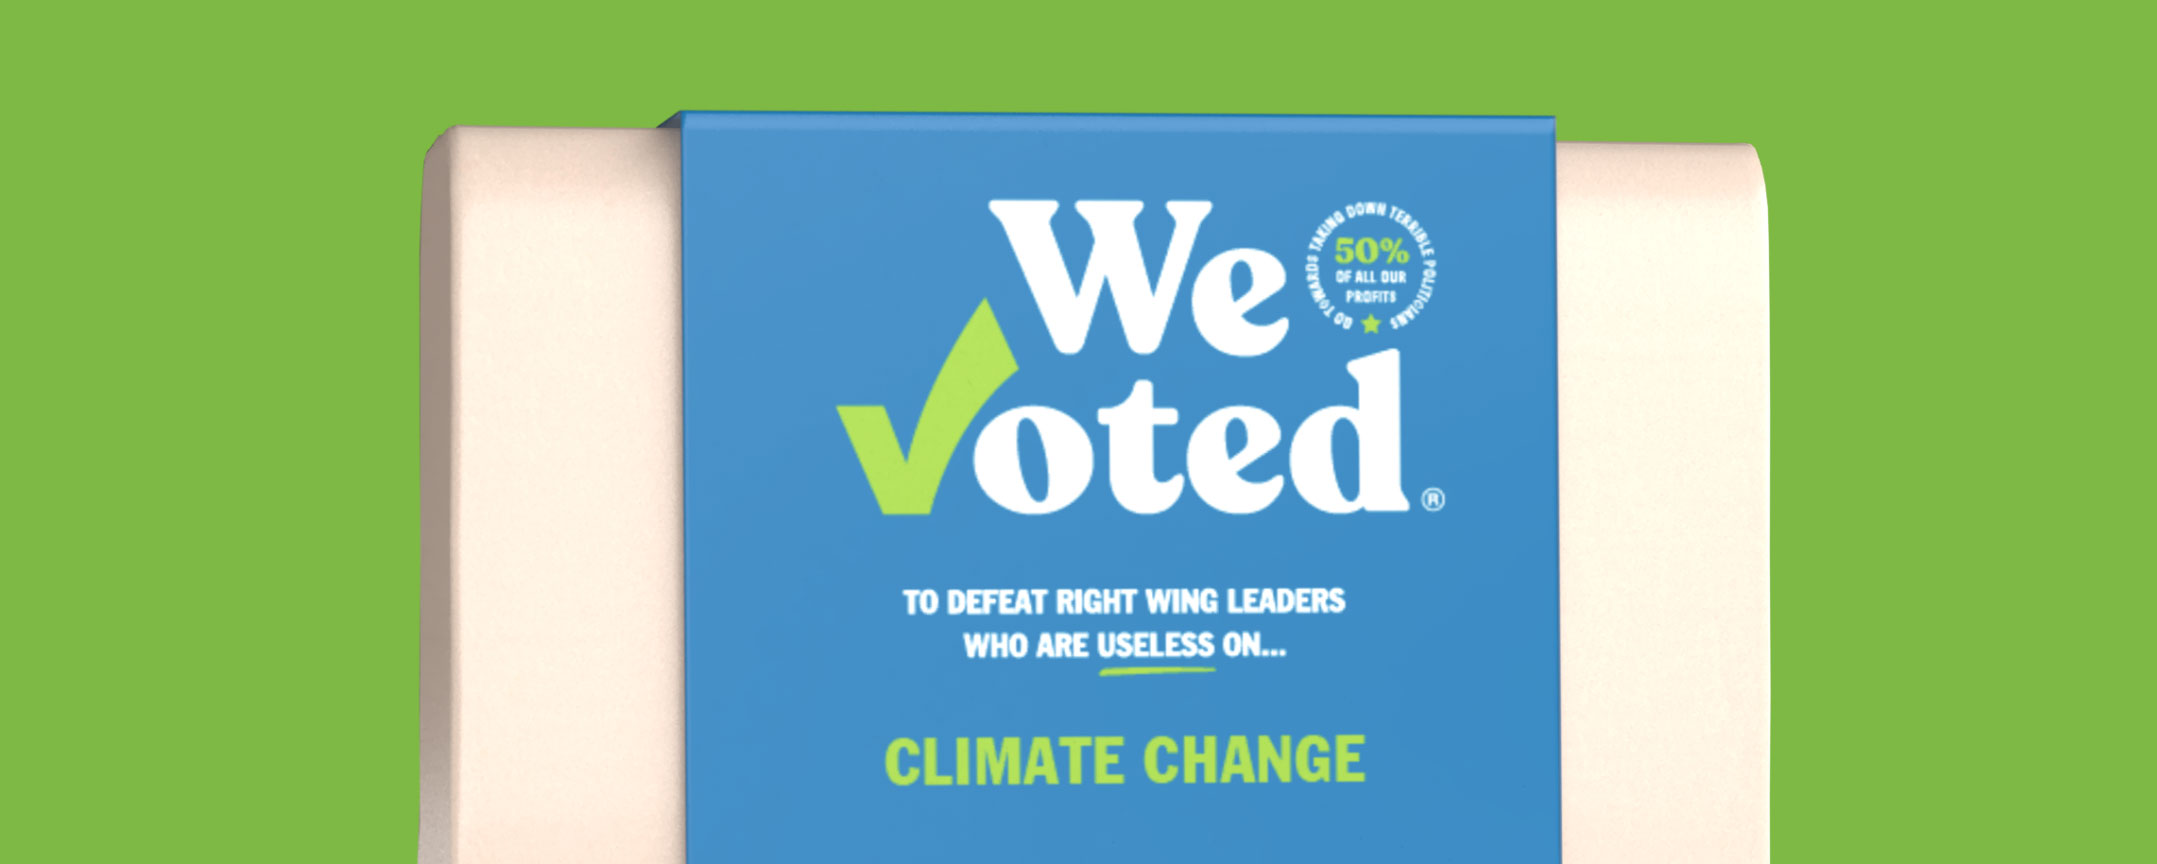 We
Voted®
50%
OF ALL OUR
PROFITS
GO TOWARDS TAKING DOWN TERRIBLE POLITICIANS
TO DEFEAT RIGHT WING LEADERS
WHO ARE USELESS ON...
CLIMATE CHANGE